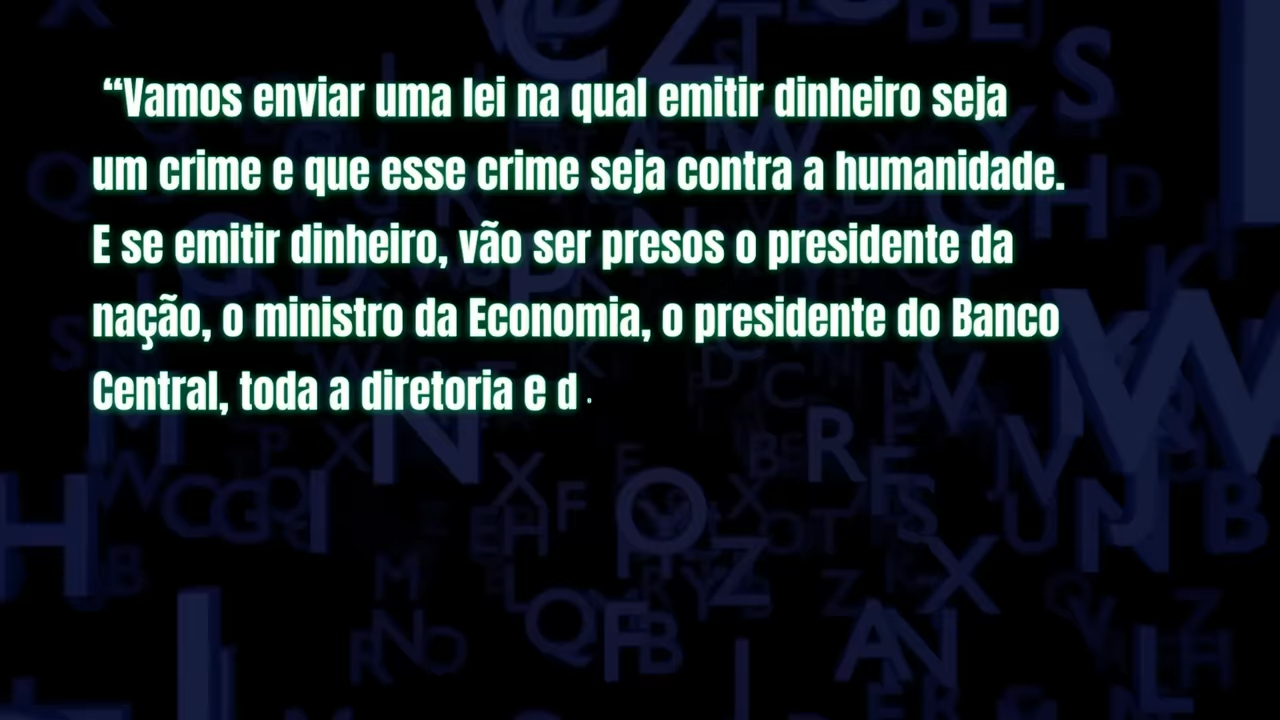 “Vamos enviar uma lei na qual emitir dinheiro seja
um crime e que esse crime seja contra a humanidade.
E se emitir dinheiro, vão ser presos o presidente da
nação, o ministro da Economia, o presidente do Banco
Central, toda a diretoria e d